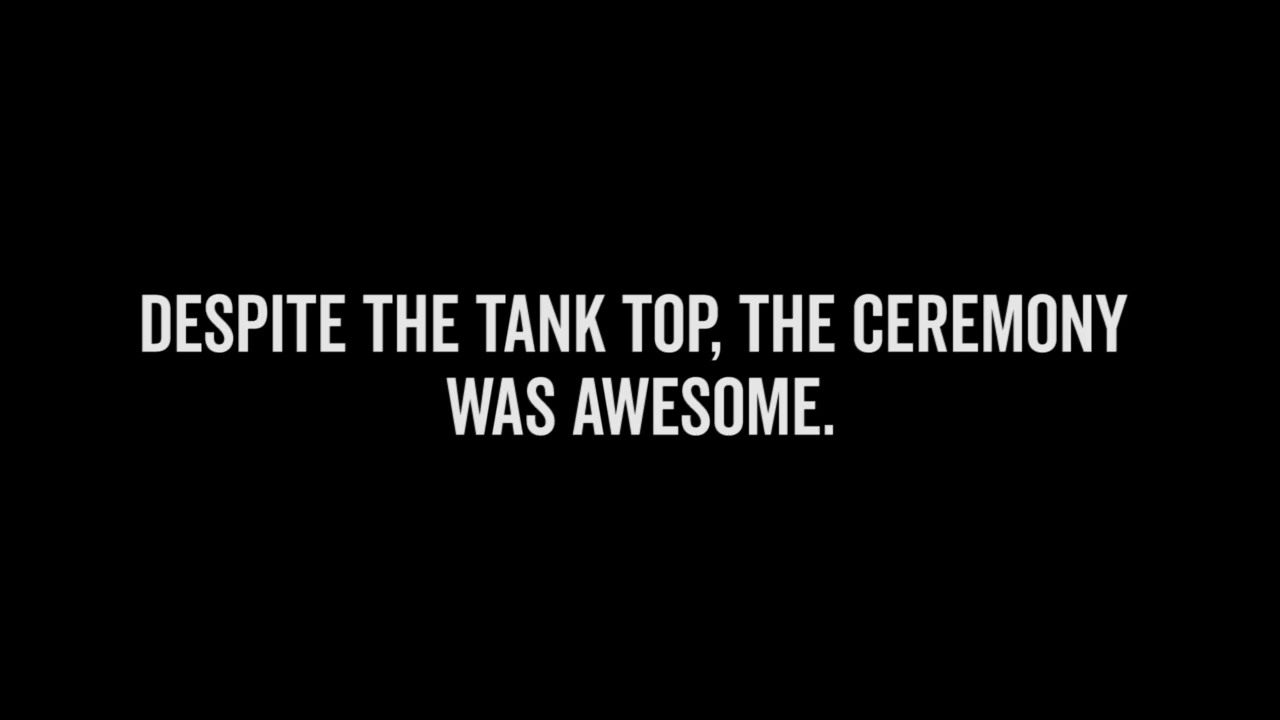 DESPITE THE TANK TOP, THE CEREMONY
WAS AWESOME.